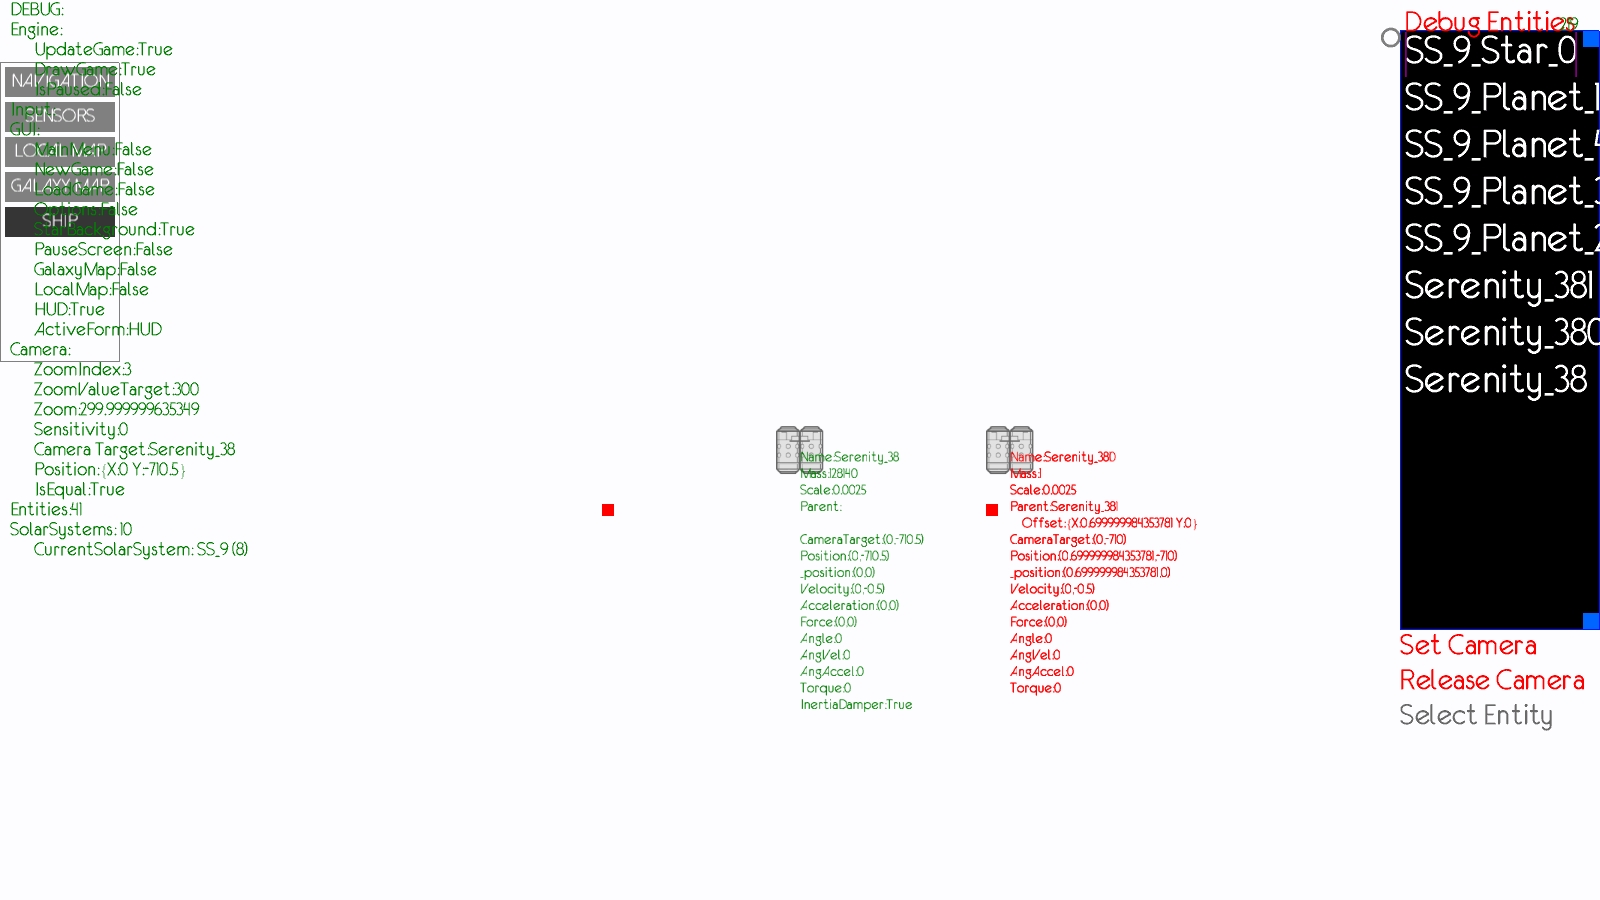 DEBUG:
Engine:
UpdateGame:True
DrawGame:True
IsPaused:False
Input:
GUI:
MainMenu:False
NewGame:False
LoadGame:False
Options:False
StarBackground:True
PauseScreen:False
GalaxyMap:False
LocalMap:False
HUD:True
ActiveForm:HUD
Camera:
ZoomIndex:3
ZoomValueTarget:300
Zoom:299.999999635349
Sensitivity:0
Camera Target:Serenity_38
Position:{X:0 Y:-710.5}
IsEqual:True
Entities:41
SolarSystems: 10
CurrentSolarSystem: SS_9 (8)
NAVIGATION
SENSORS
LOCAL MAP
GALAXY MAP
SHIP
Name:Serenity_38
Mass:128140
Scale:0.0025
Parent:
CameraTarget:(0,-710.5)
Position:(0,-710.5)
_position:(0,0)
Velocity:(0,-0.5)
Acceleration:(0,0)
Force:(0,0)
Angle:0
AngVel:0
AngAccel:0
Torque:0
InertiaDamper:True
Name:Serenity_380
Mass:1
Scale:0.0025
Parent:Serenity_381
Offset:{X:0.699999984353781 Y:0}
CameraTarget:(0,-710)
Position:(0.699999984353781,-710)
_position:(0.699999984353781,0)
Velocity:(0,-0.5)
Acceleration:(0,0)
Force:(0,0)
Angle:0
AngVel:0
AngAccel:0
Torque:0
Debug Entities
SS_9_Star_0
SS_9_Planet_1
SS_9_Planet_4
SS_9_Planet_3
SS_9_Planet_2
Serenity_381
Serenity_380
Serenity_38
Set Camera
Release Camera
Select Entity